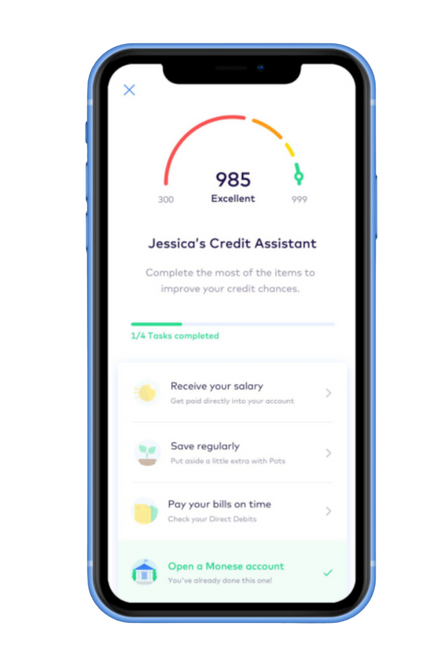 985
300
Excellent
999
Jessica's Credit Assistant
Complete the most of the items to
improve your credit chances.
1/4 Tasks completed
Receive your salary
Get paid directly into your account
Save regularly
Put aside a little extra with Pots
Pay your bills on time
Check your Direct Debits
Open a Monese account
You've already done this one!